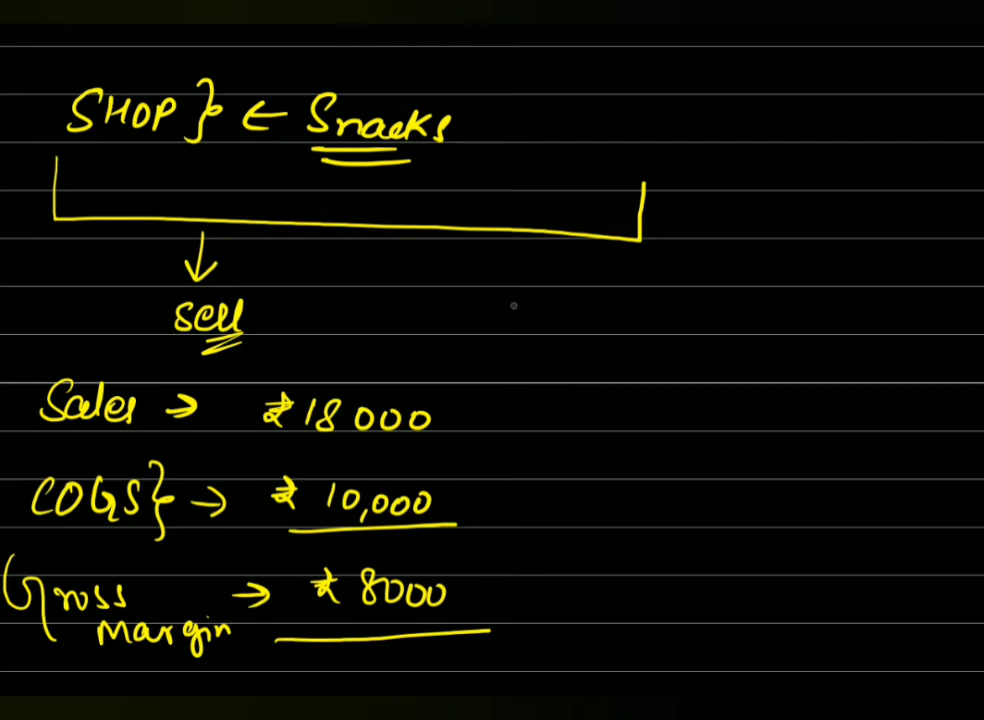 SHOP } ← Snacks
↓
sell
Sales → ₹18000
COGS} → ₹ 10,000
Gross Margin → ₹ 8000